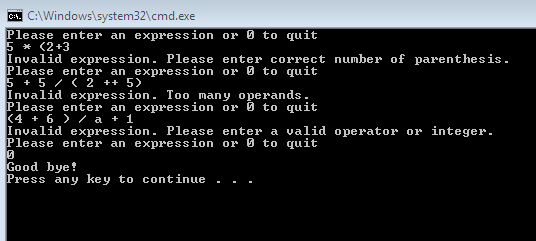 C:\Windows\system32\cmd.exe
Please enter an expression or 0 to quit
5 * (2+3
Invalid expression. Please enter correct number of parenthesis.
Please enter an expression or 0 to quit
5 + 5 / ( 2 ++ 5)
Invalid expression. Too many operands.
Please enter an expression or 0 to quit
(4 + 6 ) / a + 1
Invalid expression. Please enter a valid operator or integer.
Please enter an expression or 0 to quit
0
Good bye!
Press any key to continue . . .